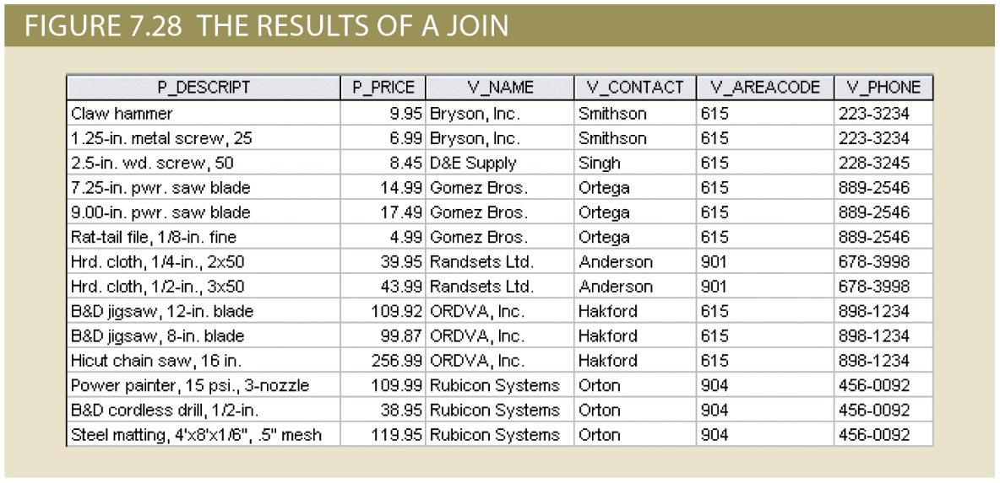 FIGURE 7.28 THE RESULTS OF A JOIN
P_DESCRIPT P_PRICE V_NAME V_CONTACT V_AREACODE V_PHONE
Claw hammer 9.95 Bryson, Inc. Smithson 615 223-3234
1.25-in. metal screw, 25 6.99 Bryson, Inc. Smithson 615 223-3234
2.5-in. wd. screw, 50 8.45 D&E Supply Singh 615 228-3245
7.25-in. pwr. saw blade 14.99 Gomez Bros. Ortega 615 889-2546
9.00-in. pwr. saw blade 17.49 Gomez Bros. Ortega 615 889-2546
Rat-tail file, 1/8-in. fine 4.99 Gomez Bros. Ortega 615 889-2546
Hrd. cloth, 1/4-in., 2x50 39.95 Randsets Ltd. Anderson 901 678-3998
Hrd. cloth, 1/2-in., 3x50 43.99 Randsets Ltd. Anderson 901 678-3998
B&D jigsaw, 12-in. blade 109.92 ORDVA, Inc. Hakford 615 898-1234
B&D jigsaw, 8-in. blade 99.87 ORDVA, Inc. Hakford 615 898-1234
Hicut chain saw, 16 in. 256.99 ORDVA, Inc. Hakford 615 898-1234
Power painter, 15 psi., 3-nozzle 109.99 Rubicon Systems Orton 904 456-0092
B&D cordless drill, 1/2-in. 38.95 Rubicon Systems Orton 904 456-0092
Steel matting, 4'x8'x1/6", .5" mesh 119.95 Rubicon Systems Orton 904 456-0092